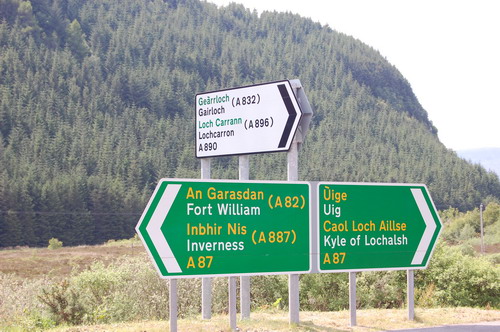 Geàrrloch
Gairloch (A832)
Loch Carrann
Lochcarron (A896)
A890
An Gearasdan
Fort William (A82)
Inbhir Nis
Inverness (A887)
A87
Ùige
Uig
Caol Loch Aillse
Kyle of Lochalsh
A87